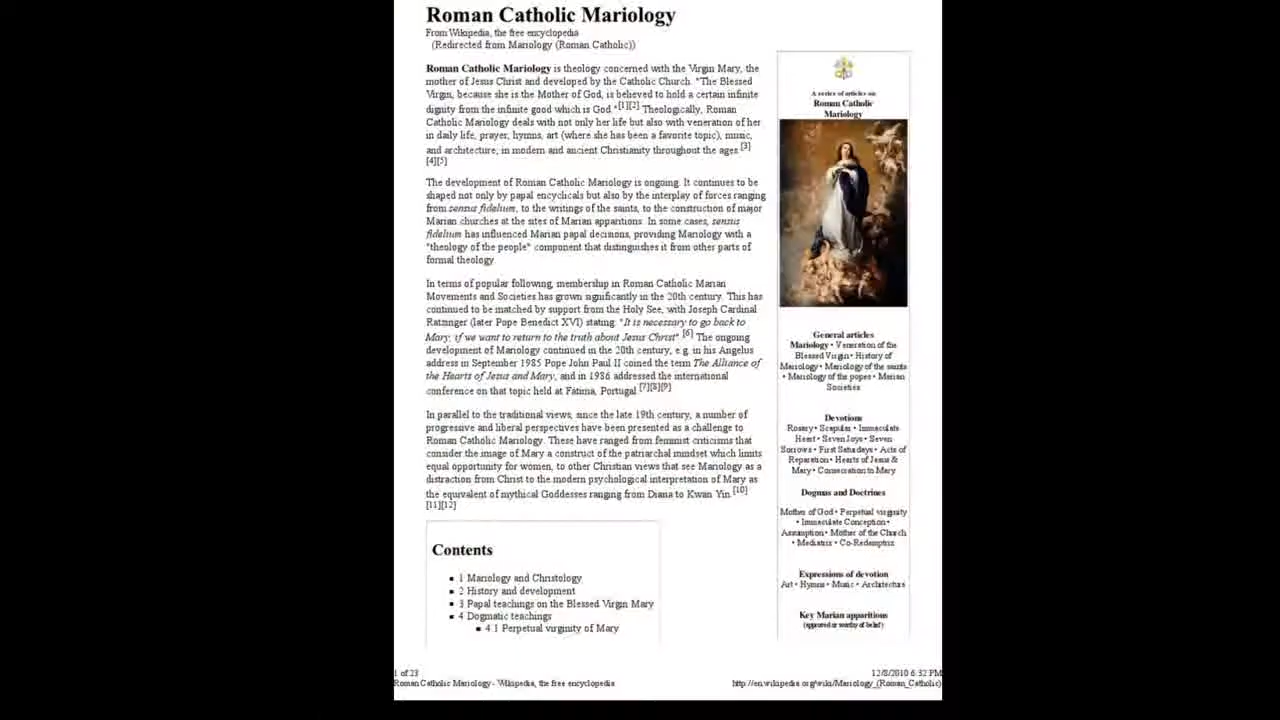 Roman Catholic Mariology
From Wikipedia, the free encyclopedia
(Redirected from Mariology (Roman Catholic))
Roman Catholic Mariology is theology concerned with the Virgin Mary, the
mother of Jesus Christ and developed by the Catholic Church. "The Blessed
Virgin, because she is the Mother of God, is believed to hold a certain infinite
dignity from the infinite good which is God."[1][2] Theologically, Roman
Catholic Mariology deals with not only her life but also with veneration of her
in daily life, prayer, hymns, art (where she has been a favorite topic), music,
and architecture, in modern and ancient Christianity throughout the ages.[3]
[4][5]
The development of Roman Catholic Mariology is ongoing. It continues to be
shaped not only by papal encyclicals but also by the interplay of forces ranging
from sensus fidelium, to the writings of the saints, to the construction of major
Marian churches at the sites of Marian apparitions. In some cases, sensus
fidelium has influenced Marian papal decisions, providing Mariology with a
"theology of the people" component that distinguishes it from other parts of
formal theology.
In terms of popular following, membership in Roman Catholic Marian
Movements and Societies has grown significantly in the 20th century. This has
continued to be matched by support from the Holy See, with Joseph Cardinal
Ratzinger (later Pope Benedict XVI) stating: "It is necessary to go back to
Mary, if we want to return to the truth about Jesus Christ".[6] The ongoing
development of Mariology continued in the 20th century, e.g. in his Angelus
address in September 1985 Pope John Paul II coined the term The Alliance of
the Hearts of Jesus and Mary, and in 1986 addressed the international
conference on that topic held at Fátima, Portugal.[7][8][9]
In parallel to the traditional views, since the late 19th century, a number of
progressive and liberal perspectives have been presented as a challenge to
Roman Catholic Mariology. These have ranged from feminist criticisms that
consider the image of Mary a construct of the patriarchal mindset which limits
equal opportunity for women, to other Christian views that see Mariology as a
distraction from Christ to the modern psychological interpretation of Mary as
the equivalent of mythical Goddesses ranging from Diana to Kwan Yin.[10]
[11][12]
Contents
▪ 1 Mariology and Christology
▪ 2 History and development
▪ 3 Papal teachings on the Blessed Virgin Mary
▪ 4 Dogmatic teachings
▪ 4.1 Perpetual virginity of Mary
A series of articles on
Roman Catholic
Mariology
General articles
Mariology • Veneration of the
Blessed Virgin • History of
Mariology • Mariology of the saints
• Mariology of the popes • Marian
Societies
Devotions
Rosary • Scapular • Immaculate
Heart • Seven Joys • Seven
Sorrows • First Saturdays • Acts of
Reparation • Hearts of Jesus &
Mary • Consecration to Mary
Dogmas and Doctrines
Mother of God • Perpetual virginity
• Immaculate Conception •
Assumption • Mother of the Church
• Mediatrix • Co-Redemptrix
Expressions of devotion
Art • Hymns • Music • Architecture
Key Marian apparitions
(approved or worthy of belief)
1 of 23
12/8/2010 6:32 PM
Roman Catholic Mariology - Wikipedia, the free encyclopedia
http://en.wikipedia.org/wiki/Mariology_(Roman_Catholic)